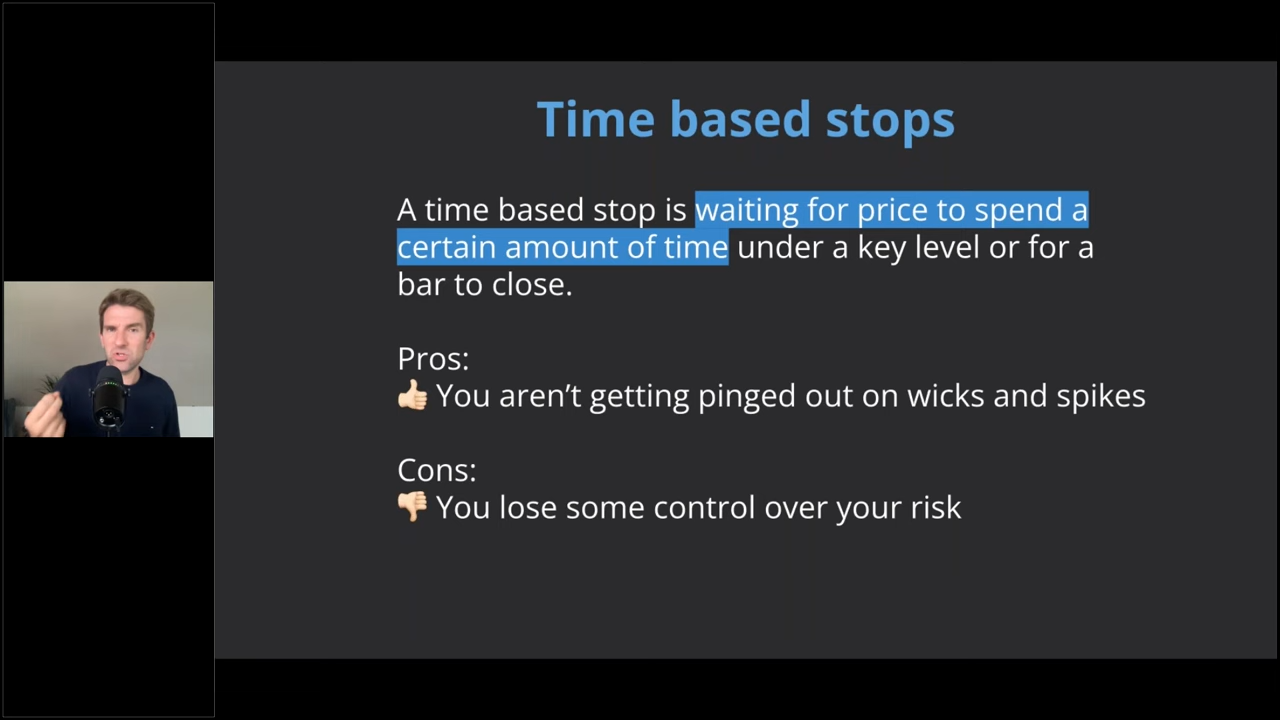 Time based stops
A time based stop is waiting for price to spend a
certain amount of time under a key level or for a
bar to close.
Pros:
👍🏻 You aren’t getting pinged out on wicks and spikes
Cons:
👎🏻 You lose some control over your risk